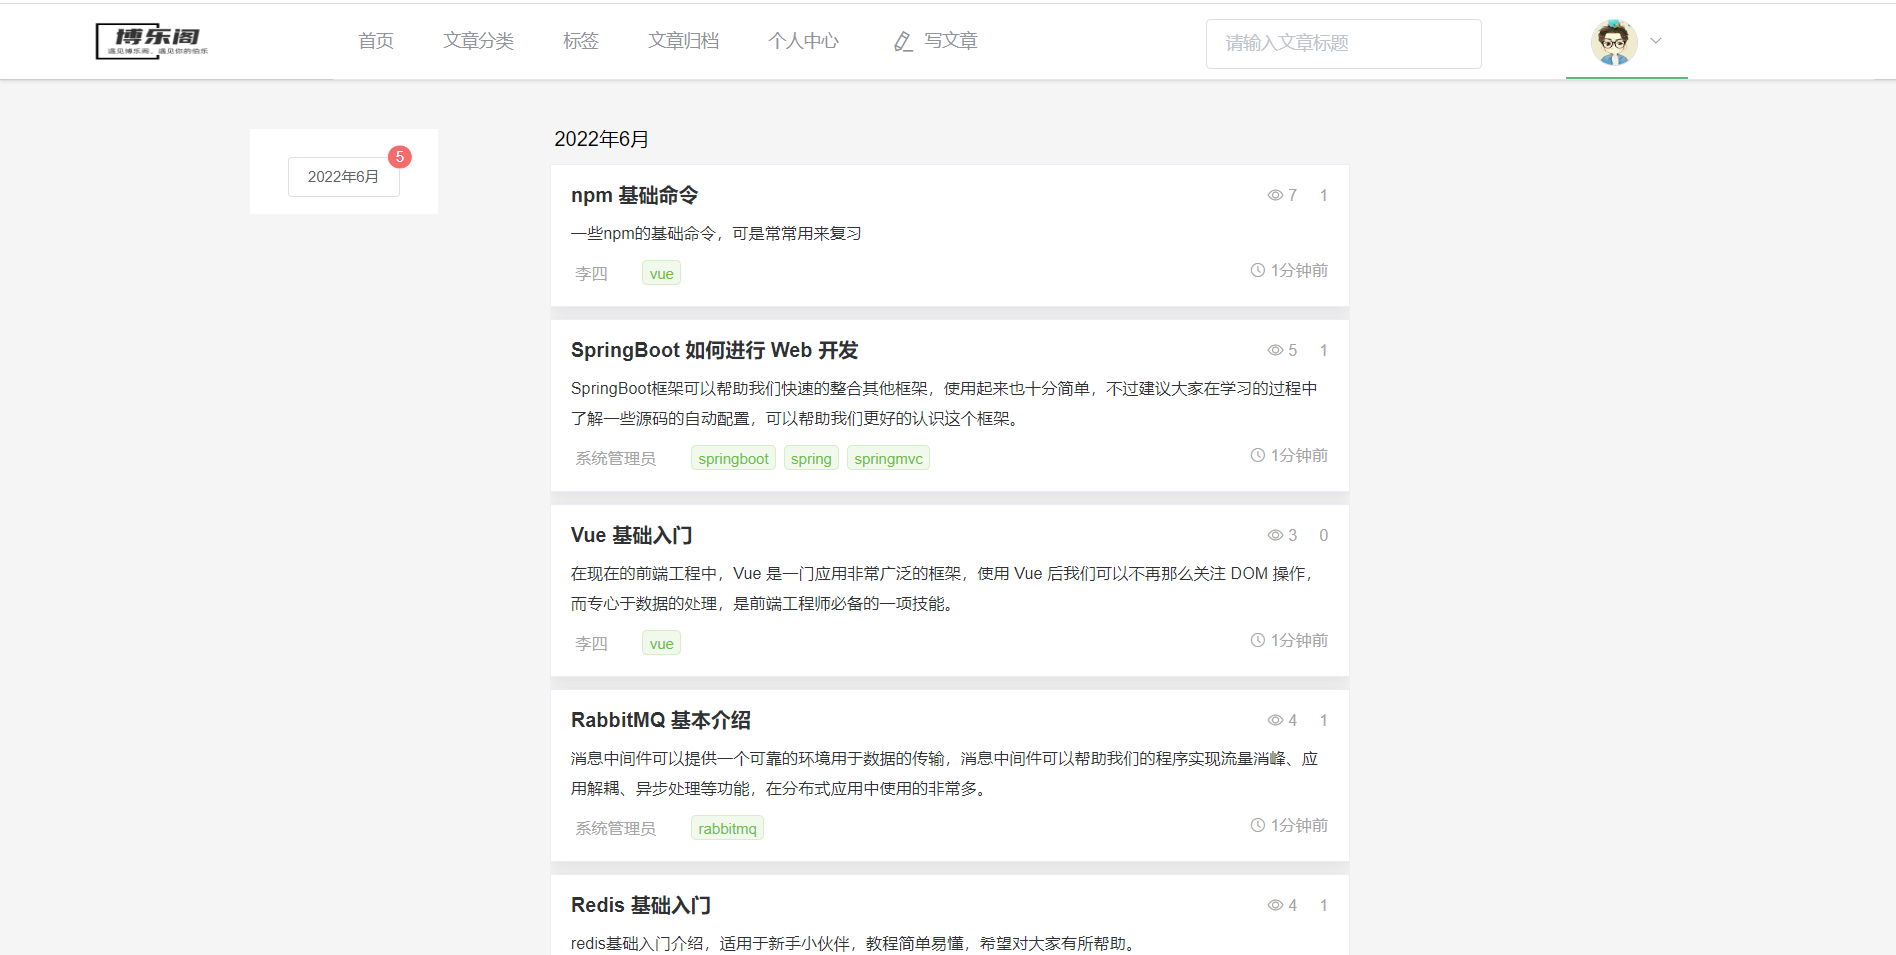 博乐阁
遇见博乐阁，遇见你的伯乐
首页 文章分类 标签 文章归档 个人中心 写文章 请输入文章标题
5
2022年6月
2022年6月
npm 基础命令 7 1
一些npm的基础命令，可是常常用来复习
李四 vue 1分钟前
SpringBoot 如何进行 Web 开发 5 1
SpringBoot框架可以帮助我们快速的整合其他框架，使用起来也十分简单，不过建议大家在学习的过程中
了解一些源码的自动配置，可以帮助我们更好的认识这个框架。
系统管理员 springboot spring springmvc 1分钟前
Vue 基础入门 3 0
在现在的前端工程中，Vue 是一门应用非常广泛的框架，使用 Vue 后我们可以不再那么关注 DOM 操作，
而专心于数据的处理，是前端工程师必备的一项技能。
李四 vue 1分钟前
RabbitMQ 基本介绍 4 1
消息中间件可以提供一个可靠的环境用于数据的传输，消息中间件可以帮助我们的程序实现流量消峰、应
用解耦、异步处理等功能，在分布式应用中使用的非常多。
系统管理员 rabbitmq 1分钟前
Redis 基础入门 4 1
redis基础入门介绍，适用于新手小伙伴，教程简单易懂，希望对大家有所帮助。